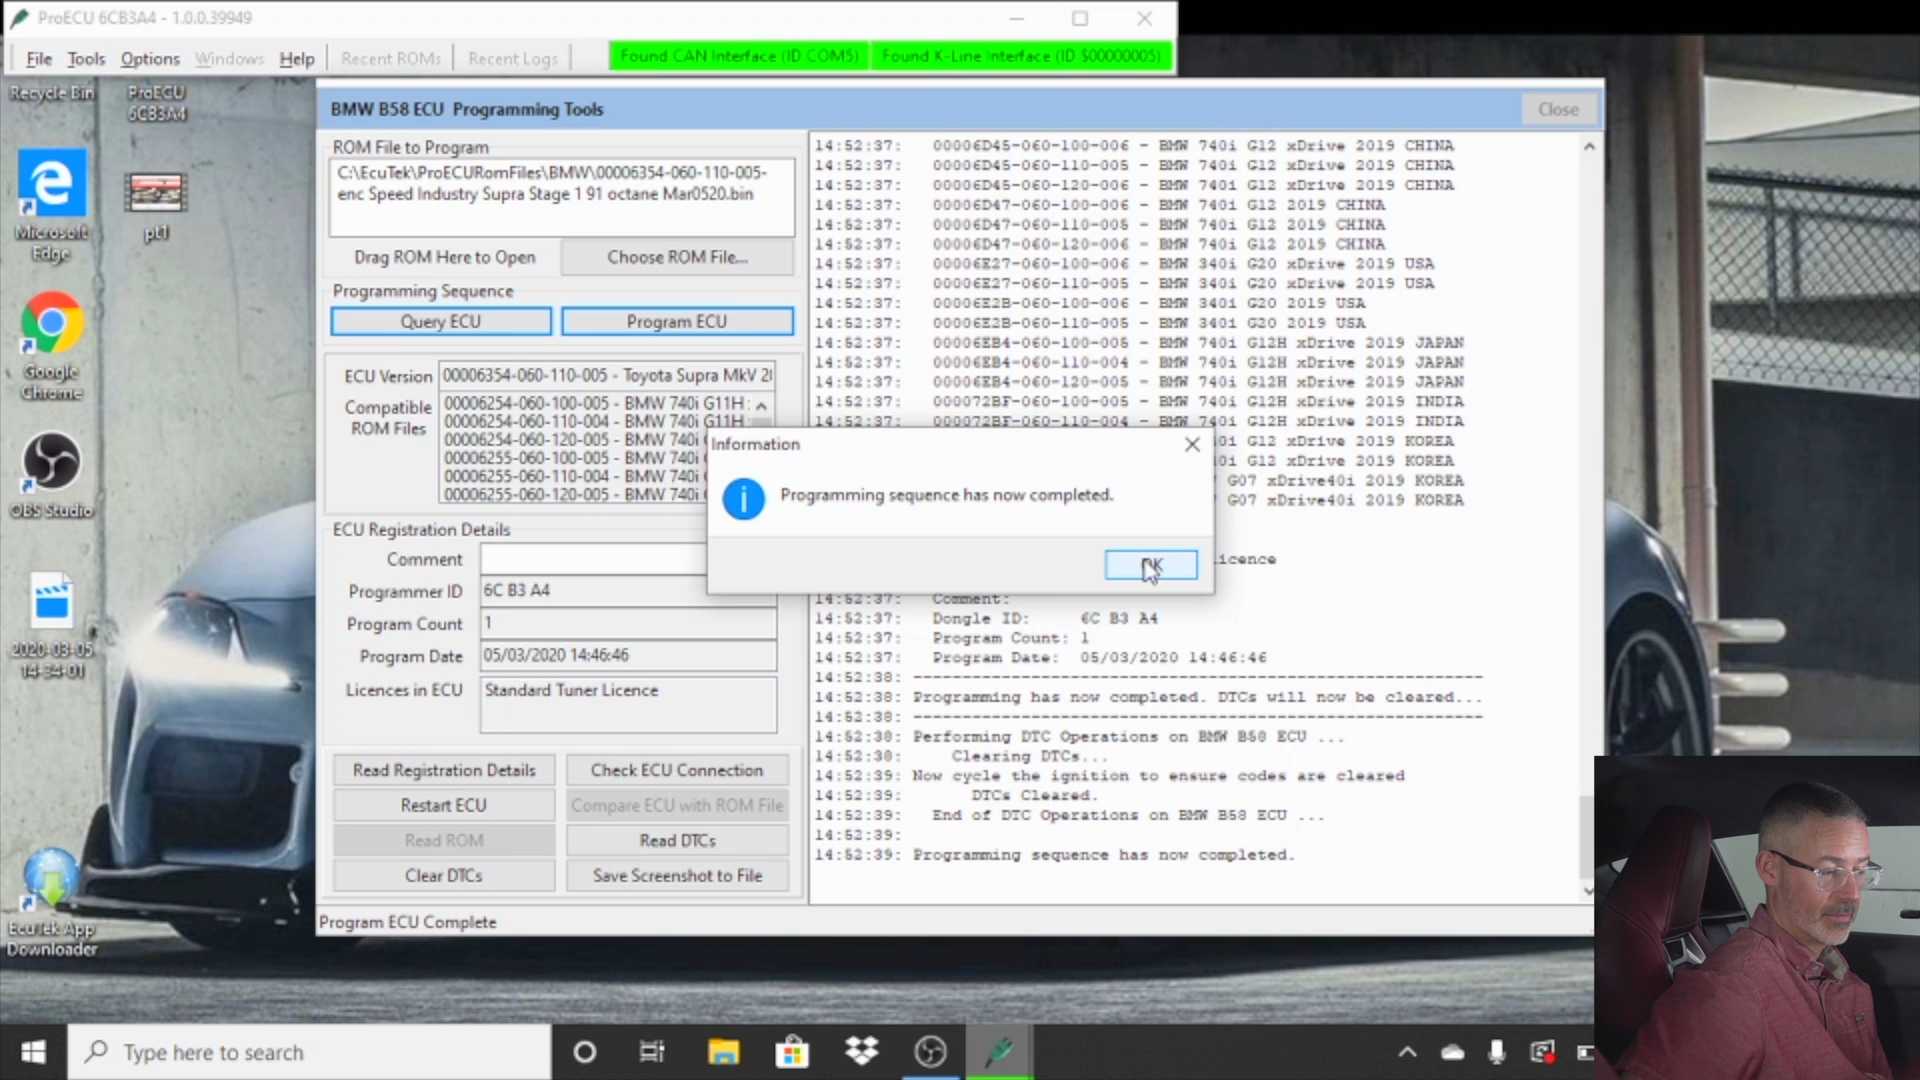 ProECU 6CB3A4 - 1.0.0.39949
File Tools Options Windows Help Recent ROMs Recent Logs
Found CAN Interface (ID COM5) Found K-Line Interface (ID $00000005)
Recycle Bin
ProECU
6CB3A4
Microsoft
Edge
pt1
Google
Chrome
OBS Studio
2020-03-05
14-34-01
EcuTek App
Downloader
BMW B58 ECU Programming Tools
Close
ROM File to Program
C:\EcuTek\ProECURomFiles\BMW\00006354-060-110-005-
enc Speed Industry Supra Stage 1 91 octane Mar0520.bin
Drag ROM Here to Open
Choose ROM File...
Programming Sequence
Query ECU
Program ECU
ECU Version
00006354-060-110-005 - Toyota Supra MkV
Compatible
ROM Files
00006254-060-100-005 - BMW 740i G11H
00006254-060-110-004 - BMW 740i G11H
00006254-060-120-005 - BMW 740i
00006255-060-100-005 - BMW 740i
00006255-060-110-004 - BMW 740i
00006255-060-120-005 - BMW 740i
ECU Registration Details
Comment
Programmer ID 6C B3 A4
Program Count 1
Program Date 05/03/2020 14:46:46
Licences in ECU Standard Tuner Licence
Read Registration Details
Check ECU Connection
Restart ECU
Compare ECU with ROM File
Read ROM
Read DTCs
Clear DTCs
Save Screenshot to File
Program ECU Complete
14:52:37: 00006D45-060-100-006 - BMW 740i G12 xDrive 2019 CHINA
14:52:37: 00006D45-060-110-005 - BMW 740i G12 xDrive 2019 CHINA
14:52:37: 00006D45-060-120-006 - BMW 740i G12 xDrive 2019 CHINA
14:52:37: 00006D47-060-100-006 - BMW 740i G12 2019 CHINA
14:52:37: 00006D47-060-110-005 - BMW 740i G12 2019 CHINA
14:52:37: 00006D47-060-120-006 - BMW 740i G12 2019 CHINA
14:52:37: 00006E27-060-100-006 - BMW 340i G20 xDrive 2019 USA
14:52:37: 00006E27-060-110-005 - BMW 340i G20 xDrive 2019 USA
14:52:37: 00006E2B-060-100-006 - BMW 340i G20 2019 USA
14:52:37: 00006E2B-060-110-005 - BMW 340i G20 2019 USA
14:52:37: 00006EB4-060-100-005 - BMW 740i G12H xDrive 2019 JAPAN
14:52:37: 00006EB4-060-110-004 - BMW 740i G12H xDrive 2019 JAPAN
14:52:37: 00006EB4-060-120-005 - BMW 740i G12H xDrive 2019 JAPAN
14:52:37: 000072BF-060-100-005 - BMW 740i G12H xDrive 2019 INDIA
14:52:37: 000072BF-060-110-004 - BMW 740i G12H xDrive 2019 INDIA
G12 xDrive 2019 KOREA
G12 xDrive 2019 KOREA
G07 xDrive40i 2019 KOREA
G07 xDrive40i 2019 KOREA
icence
Information
Programming sequence has now completed.
OK
14:52:37: Comment:
14:52:37: Dongle ID: 6C B3 A4
14:52:37: Program Count: 1
14:52:37: Program Date: 05/03/2020 14:46:46
14:52:38: ----------------------------------------------------------
14:52:38: Programming has now completed. DTCs will now be cleared...
14:52:38: ----------------------------------------------------------
14:52:38: Performing DTC Operations on BMW B58 ECU ...
14:52:38: Clearing DTCs...
14:52:39: Now cycle the ignition to ensure codes are cleared
14:52:39: DTCs Cleared.
14:52:39: End of DTC Operations on BMW B58 ECU ...
14:52:39:
14:52:39: Programming sequence has now completed.
Type here to search